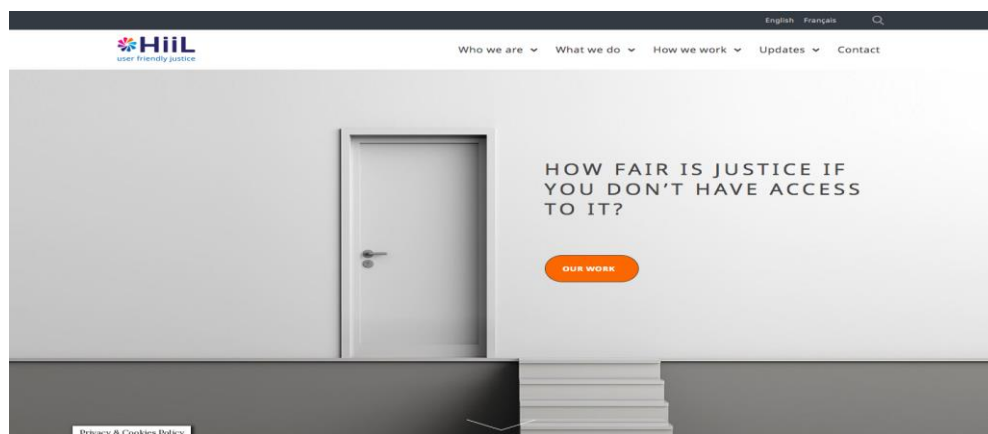 English Français
HiiL
user friendly justice
Who we are What we do How we work Updates Contact
HOW FAIR IS JUSTICE IF
YOU DON'T HAVE ACCESS
TO IT?
OUR WORK
Privacy & Cookies Policy